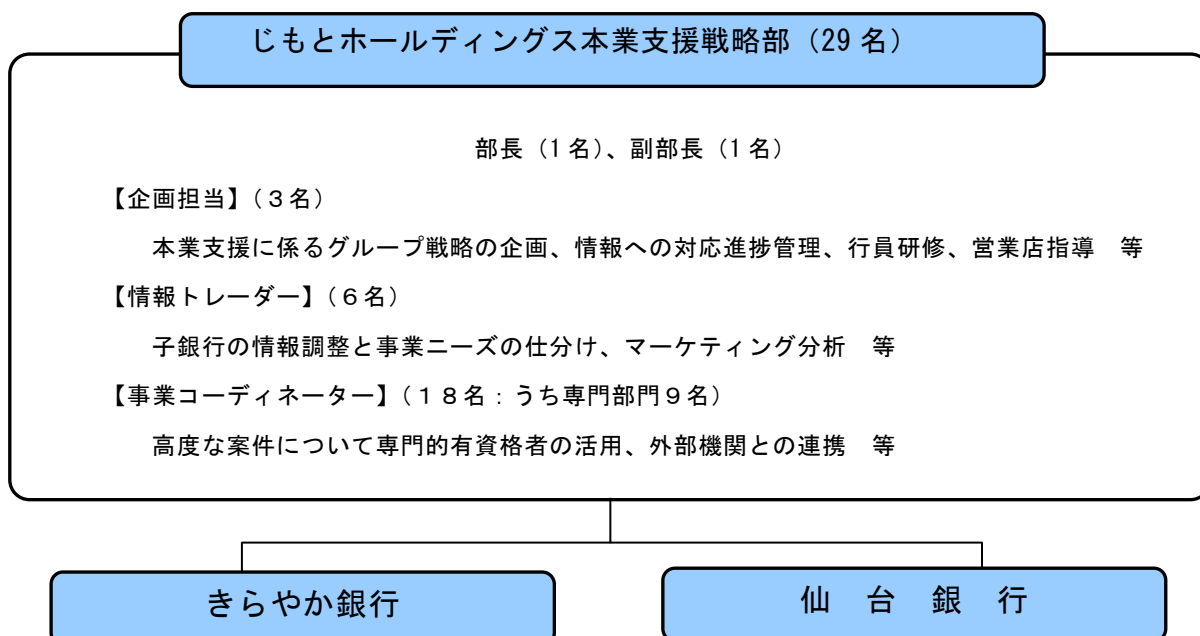 じもとホールディングス本業支援戦略部（29 名）
部長（1 名）、副部長（1 名）
【企画担当】（３名）
本業支援に係るグループ戦略の企画、情報への対応進捗管理、行員研修、営業店指導　等
【情報トレーダー】（６名）
子銀行の情報調整と事業ニーズの仕分け、マーケティング分析　等
【事業コーディネーター】（１８名：うち専門部門９名）
高度な案件について専門的有資格者の活用、外部機関との連携　等
きらやか銀行
仙　台　銀　行